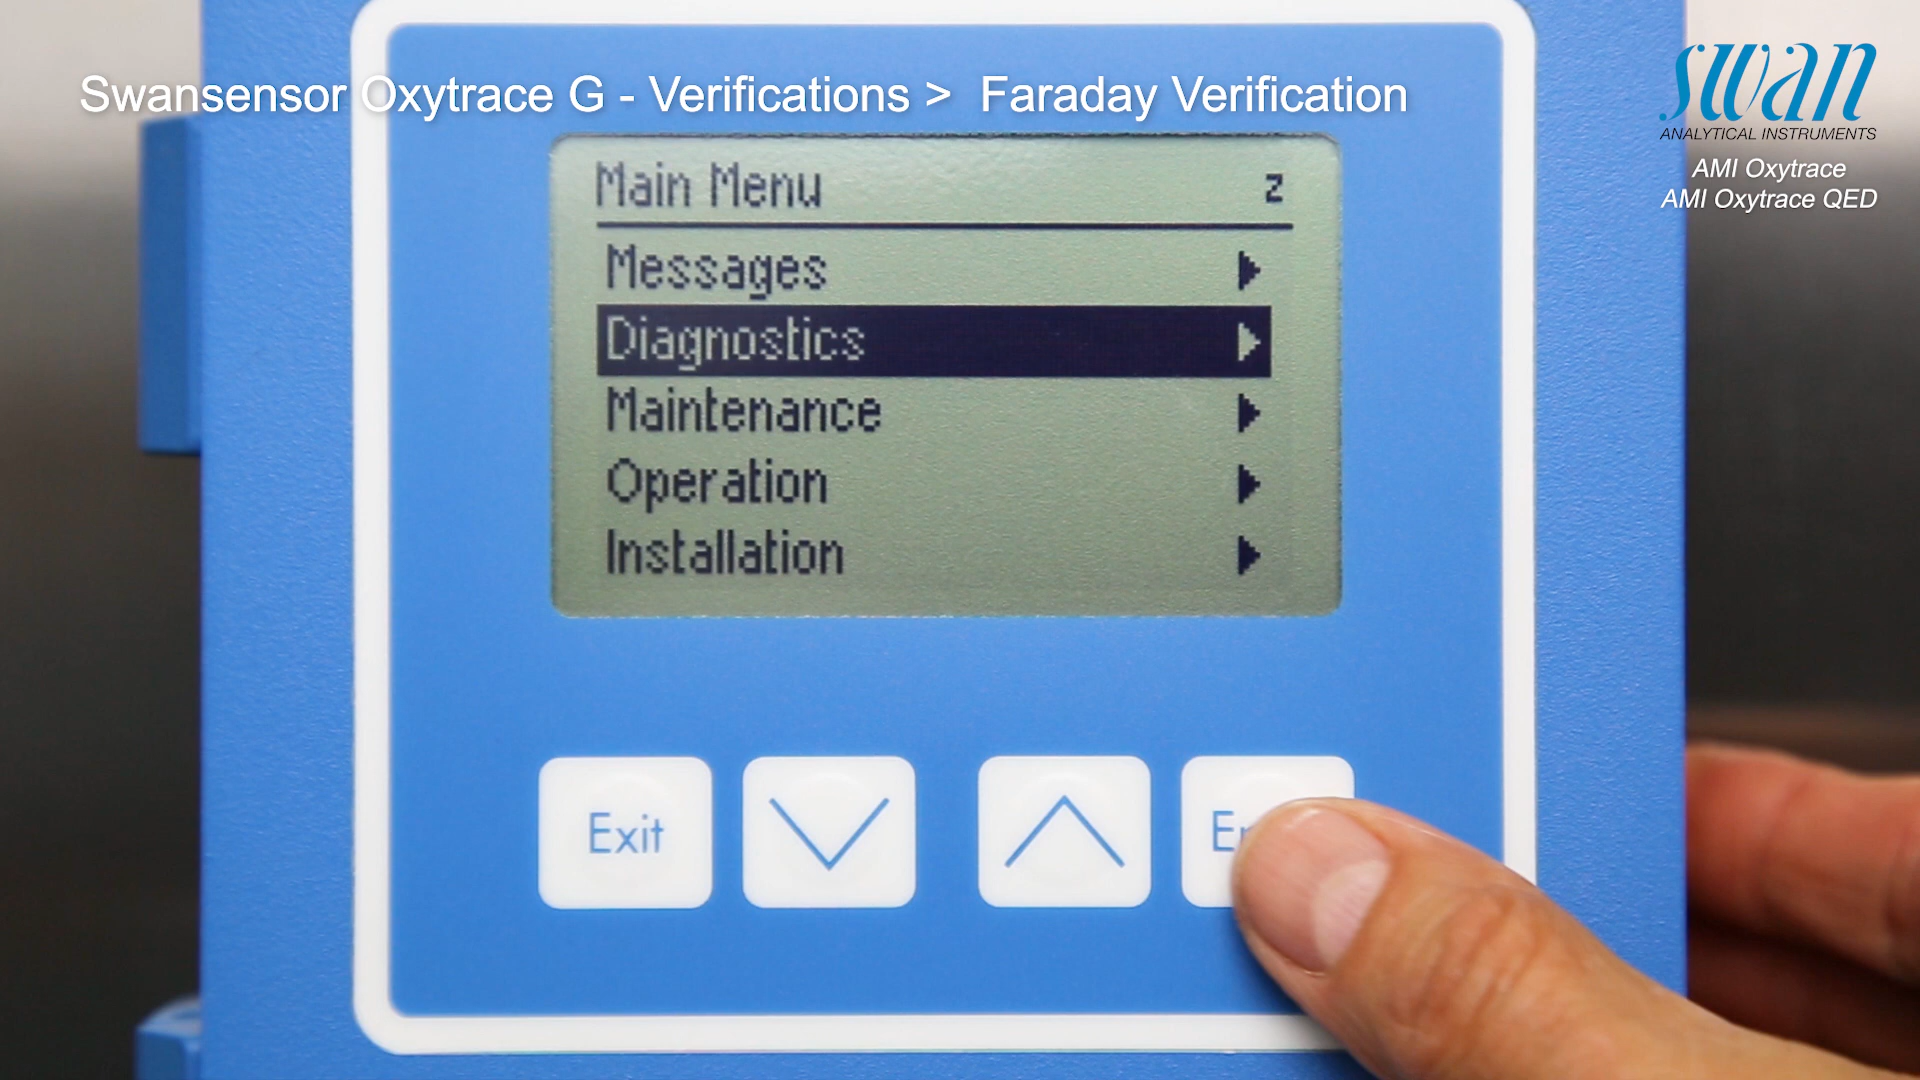 Swansensor Oxytrace G - Verifications > Faraday Verification
swan
ANALYTICAL INSTRUMENTS
AMI Oxytrace
AMI Oxytrace QED
Main Menu
Messages
Diagnostics
Maintenance
Operation
Installation
Exit